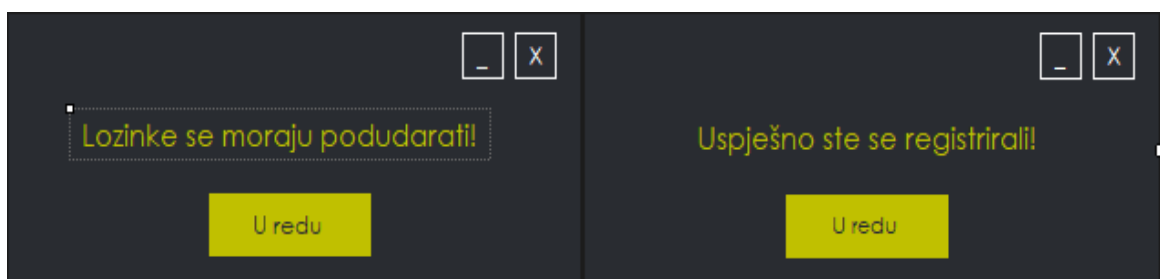 _ X
Lozinke se moraju podudarati!
U redu
_ X
Uspješno ste se registrirali!
U redu